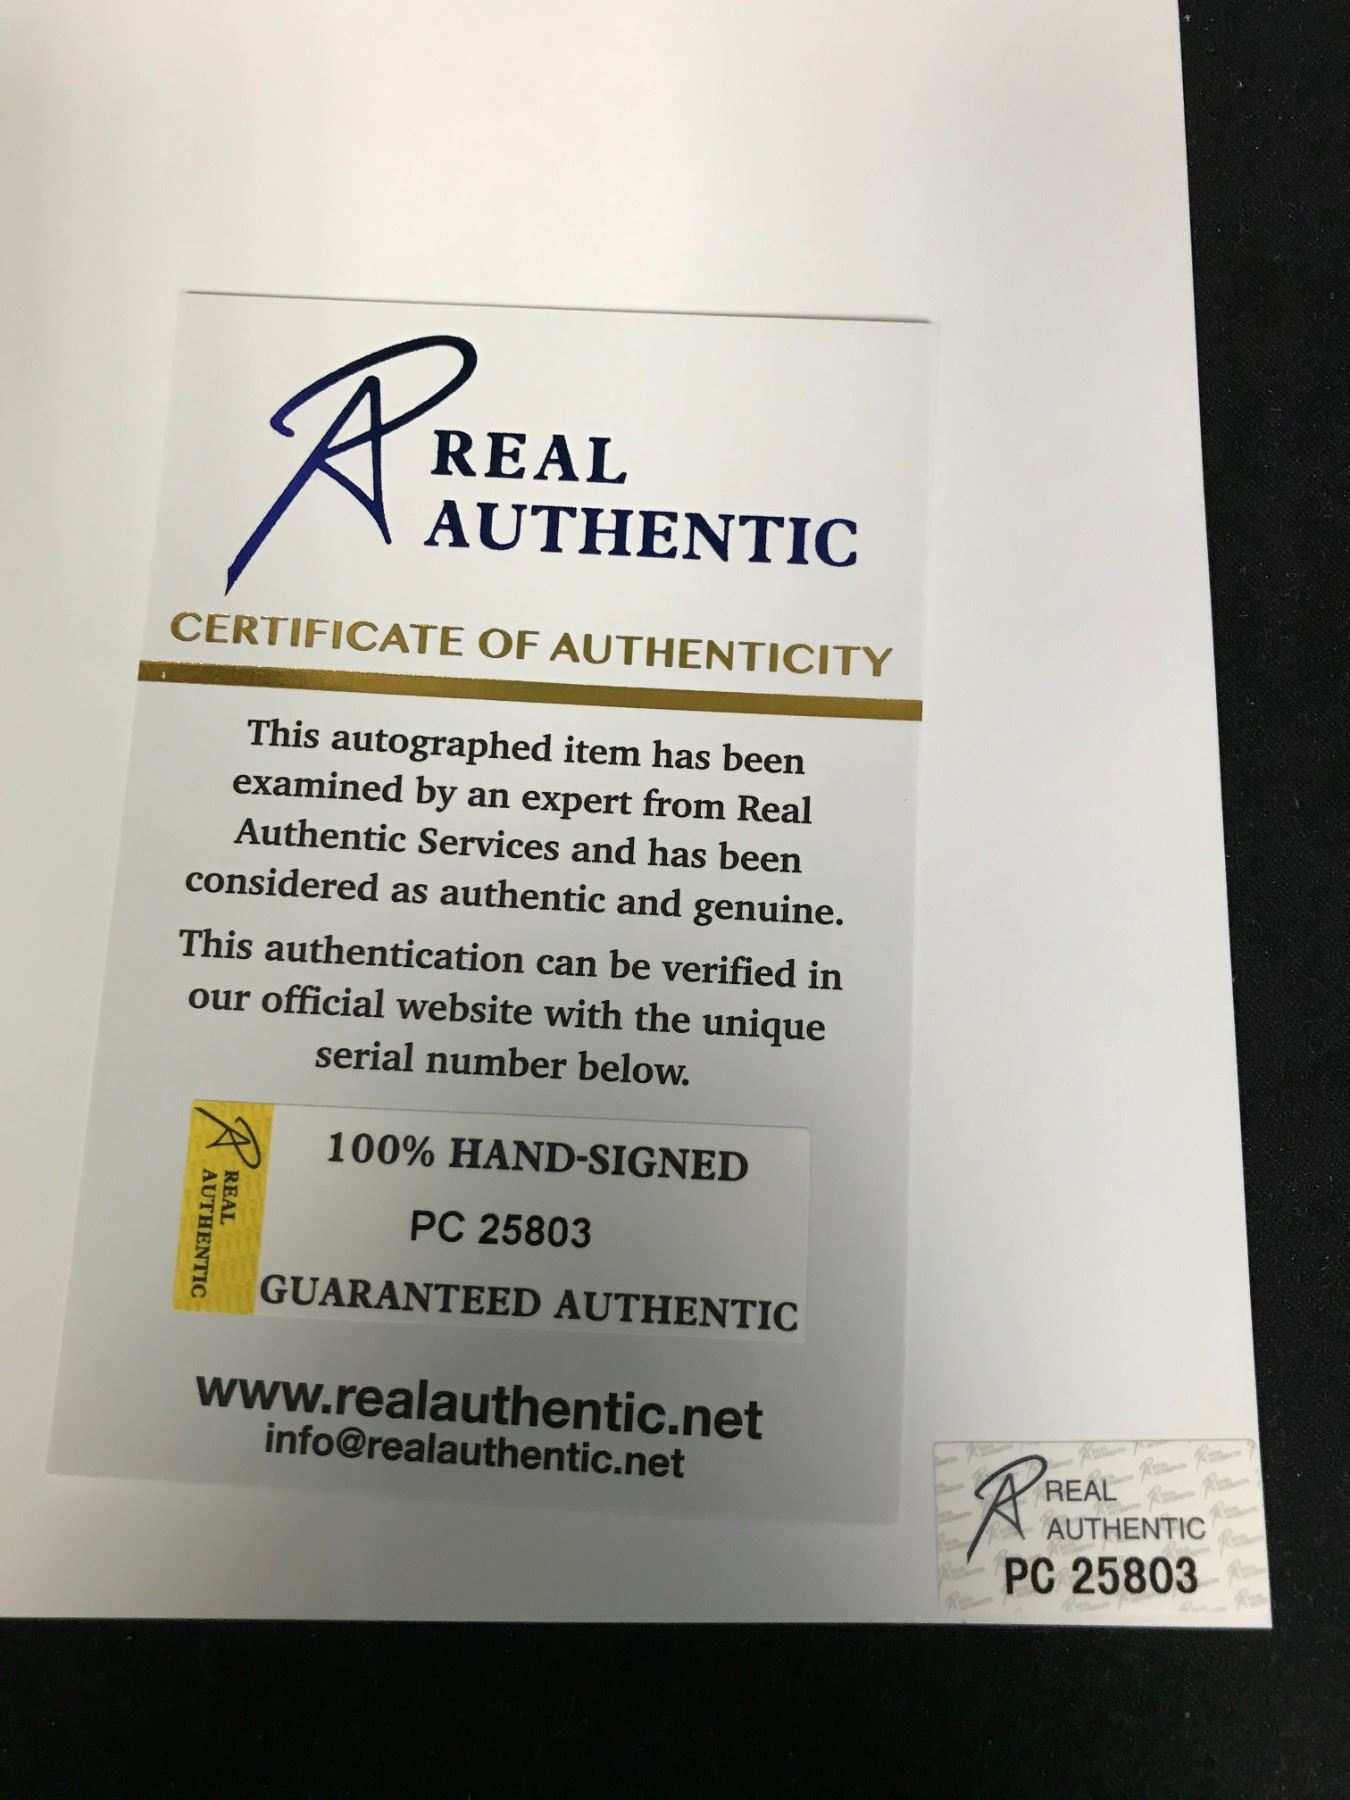 REAL
AUTHENTIC
CERTIFICATE OF AUTHENTICITY
This autographed item has been
examined by an expert from Real
Authentic Services and has been
considered as authentic and genuine.
This authentication can be verified in
our official website with the unique
serial number below.
REAL
AUTHENTIC
100% HAND-SIGNED
PC 25803
GUARANTEED AUTHENTIC
www.realauthentic.net
info@realauthentic.net
REAL
AUTHENTIC
PC 25803